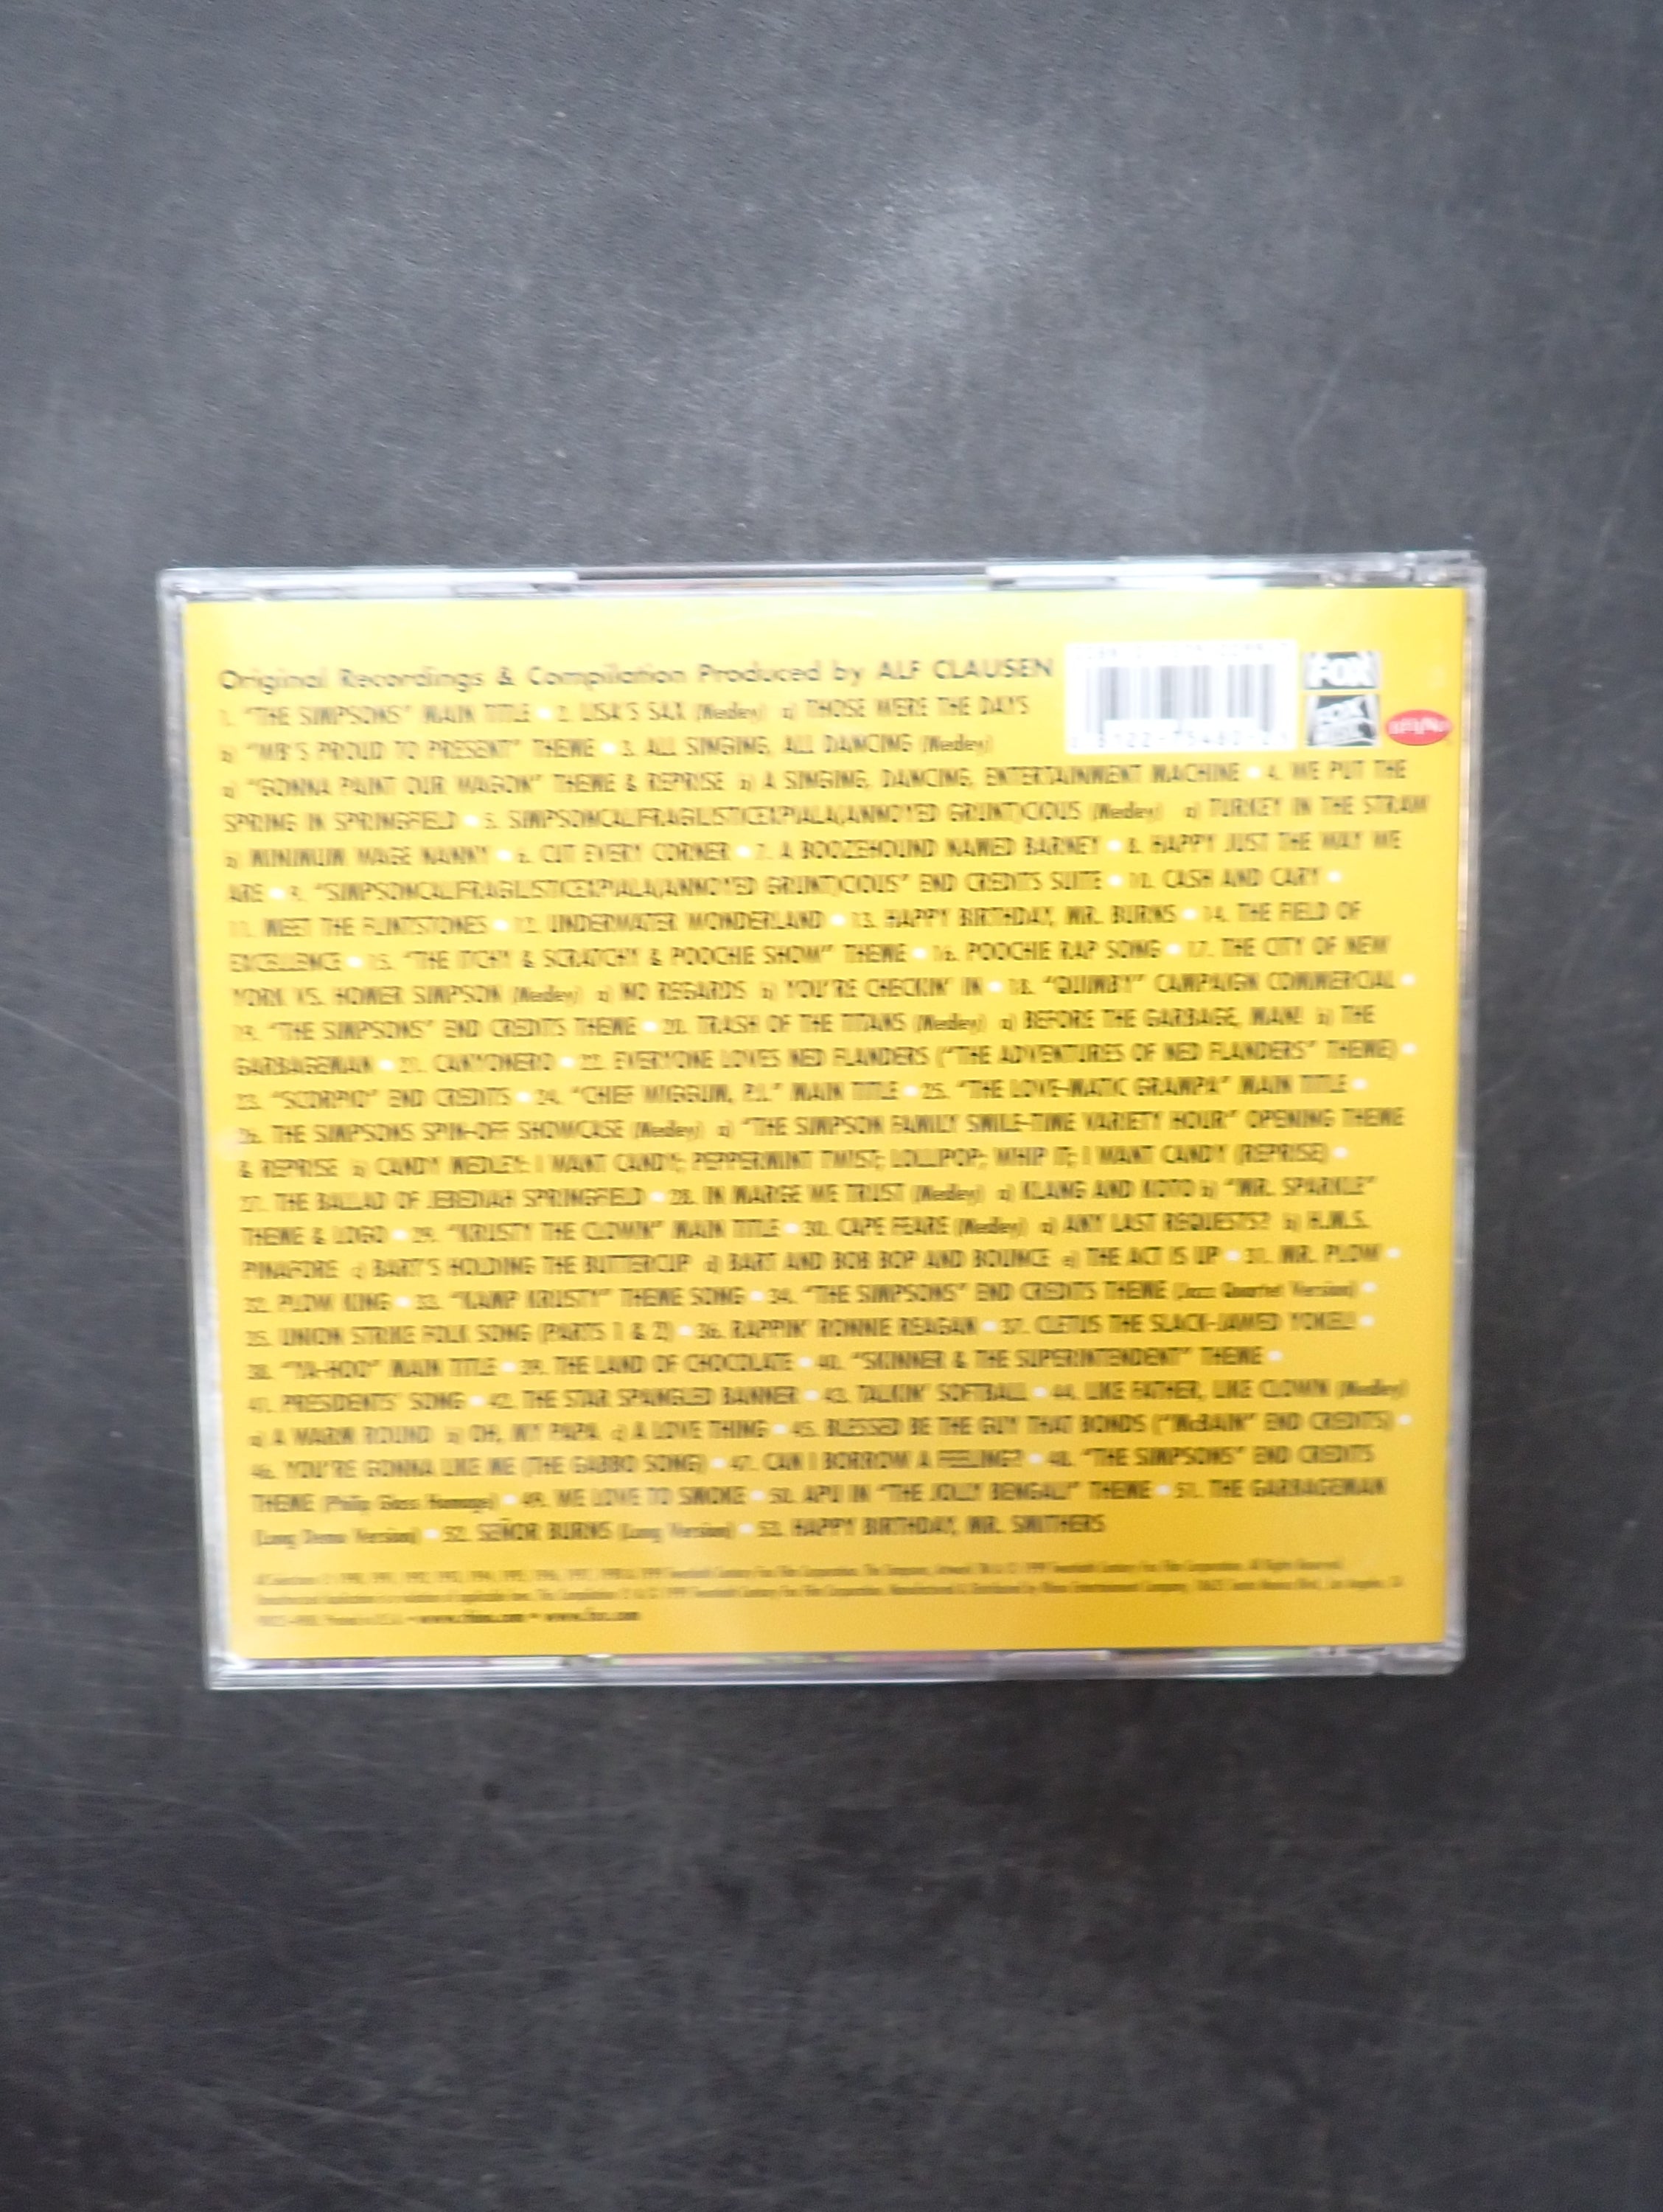 Original Recordings & Compilation Produced by ALF CLAUSEN
1. "THE SIMPSONS" MAIN TITLE • 2. LISA'S SAX (Medley) a) THOSE WERE THE DAYS
b) "MB'S PROUD TO PRESENT" THEME • 3. ALL SINGING, ALL DANCING (Medley)
a) "GONNA PAINT OUR WAGON" THEME & REPRISE b) A SINGING, DANCING, ENTERTAINMENT MACHINE • 4. WE PUT THE
SPRING IN SPRINGFIELD • 5. SIMPSONCALIFRAGILISTICEXPIALA(ANNOYED GRUNT)CIOUS (Medley) a) TURKEY IN THE STRAW
b) MINIMUM WAGE NANNY • 6. CUT EVERY CORNER • 7. A BOOZEHOUND NAMED BARNEY • 8. HAPPY JUST THE WAY WE
ARE • 9. "SIMPSONCALIFRAGILISTICEXPIALA(ANNOYED GRUNT)CIOUS" END CREDITS SUITE • 10. CASH AND CARY •
11. MEET THE FLINTSTONES • 12. UNDERWATER WONDERLAND • 13. HAPPY BIRTHDAY, MR. BURNS • 14. THE FIELD OF
EXCELLENCE • 15. "THE ITCHY & SCRATCHY & POOCHIE SHOW" THEME • 16. POOCHIE RAP SONG • 17. THE CITY OF NEW
YORK VS. HOMER SIMPSON (Medley) a) NO REGARDS b) YOU'RE CHECKIN' IN • 18. "QUIMBY" CAMPAIGN COMMERCIAL •
19. "THE SIMPSONS" END CREDITS THEME • 20. TRASH OF THE TITANS (Medley) a) BEFORE THE GARBAGE, MAN! b) THE
GARBAGEMAN • 21. CANYONERO • 22. EVERYONE LOVES NED FLANDERS ("THE ADVENTURES OF NED FLANDERS" THEME) •
23. "SCORPIO" END CREDITS • 24. "CHIEF WIGGUM, P.I." MAIN TITLE • 25. "THE LOVE-MATIC GRAMPA" MAIN TITLE •
26. THE SIMPSONS SPIN-OFF SHOWCASE (Medley) a) "THE SIMPSON FAMILY SMILE-TIME VARIETY HOUR" OPENING THEME
& REPRISE b) CANDY MEDLEY: I WANT CANDY; PEPPERMINT TWIST; LOLLIPOP; WHIP IT; I WANT CANDY (REPRISE) •
27. THE BALLAD OF JEBEDIAH SPRINGFIELD • 28. IN MARGE WE TRUST (Medley) a) KLANG AND KOTO b) "MR. SPARKLE"
THEME & LOGO • 29. "KRUSTY THE CLOWN" MAIN TITLE • 30. CAPE FEARE (Medley) a) ANY LAST REQUESTS? b) H.M.S.
PINAFORE c) BART'S HOLDING THE BUTTERCUP d) BART AND BOB BOP AND BOUNCE e) THE ACT IS UP • 31. MR. PLOW •
32. PLOW KING • 33. "KAMP KRUSTY" THEME SONG • 34. "THE SIMPSONS" END CREDITS THEME (Jazz Quartet Version) •
35. UNION STRIKE FOLK SONG (PARTS 1 & 2) • 36. RAPPIN' RONNIE REAGAN • 37. CLETUS THE SLACK-JAWED YOKEL! •
38. "YA-HOO" MAIN TITLE • 39. THE LAND OF CHOCOLATE • 40. "SKINNER & THE SUPERINTENDENT" THEME •
41. PRESIDENTS' SONG • 42. THE STAR SPANGLED BANNER • 43. TALKIN' SOFTBALL • 44. LIKE FATHER, LIKE CLOWN (Medley)
a) A WARM ROUND b) OH, MY PAPA c) A LOVE THING • 45. BLESSED BE THE GUY THAT BONDS ("McBAIN" END CREDITS) •
46. YOU'RE GONNA LIKE ME (THE GABBO SONG) • 47. CAN I BORROW A FEELING? • 48. "THE SIMPSONS" END CREDITS
THEME (Philip Glass Homage) • 49. WE LOVE TO SMOKE • 50. APU IN "THE JOLLY BENGALI" THEME • 51. THE GARBAGEMAN
(Long Demo Version) • 52. SEÑOR BURNS (Long Version) • 53. HAPPY BIRTHDAY, MR. SMITHERS
www.rhino.com • www.fox.com
FOX
RHINO